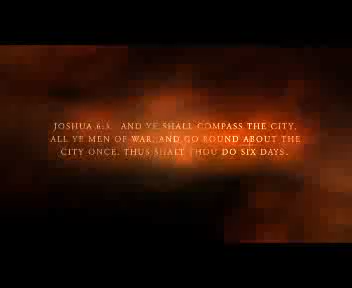 JOSHUA 6:3. AND YE SHALL COMPASS THE CITY,
ALL YE MEN OF WAR, AND GO ROUND ABOUT THE
CITY ONCE. THUS SHALT THOU DO SIX DAYS.